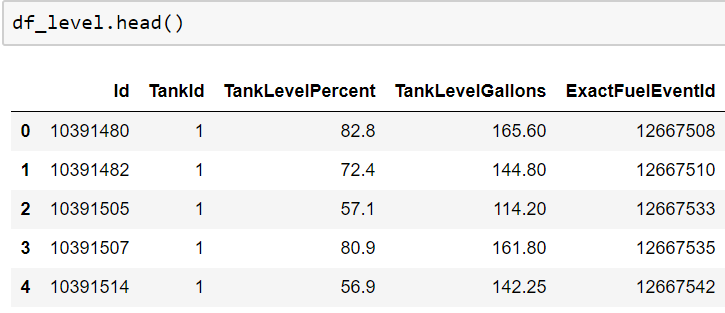 df_level.head()
Id TankId TankLevelPercent TankLevelGallons ExactFuelEventId
0 10391480 1 82.8 165.60 12667508
1 10391482 1 72.4 144.80 12667510
2 10391505 1 57.1 114.20 12667533
3 10391507 1 80.9 161.80 12667535
4 10391514 1 56.9 142.25 12667542